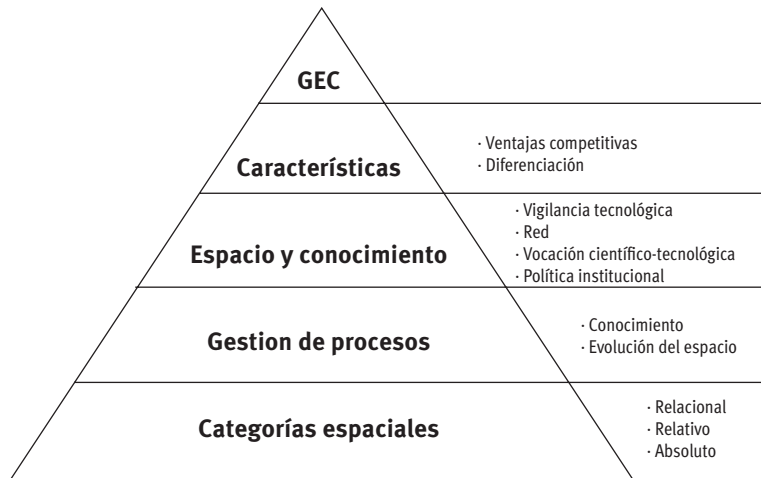 GEC
Características
· Ventajas competitivas
· Diferenciación
Espacio y conocimiento
· Vigilancia tecnológica
· Red
· Vocación científico-tecnológica
· Política institucional
Gestion de procesos
· Conocimiento
· Evolución del espacio
Categorías espaciales
· Relacional
· Relativo
· Absoluto